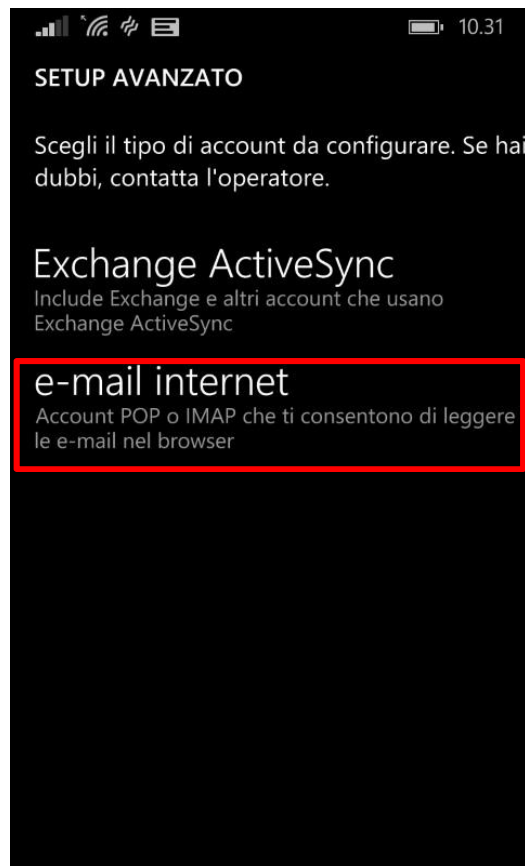 10.31
SETUP AVANZATO
Scegli il tipo di account da configurare. Se hai
dubbi, contatta l'operatore.
Exchange ActiveSync
Include Exchange e altri account che usano
Exchange ActiveSync
e-mail internet
Account POP o IMAP che ti consentono di leggere
le e-mail nel browser